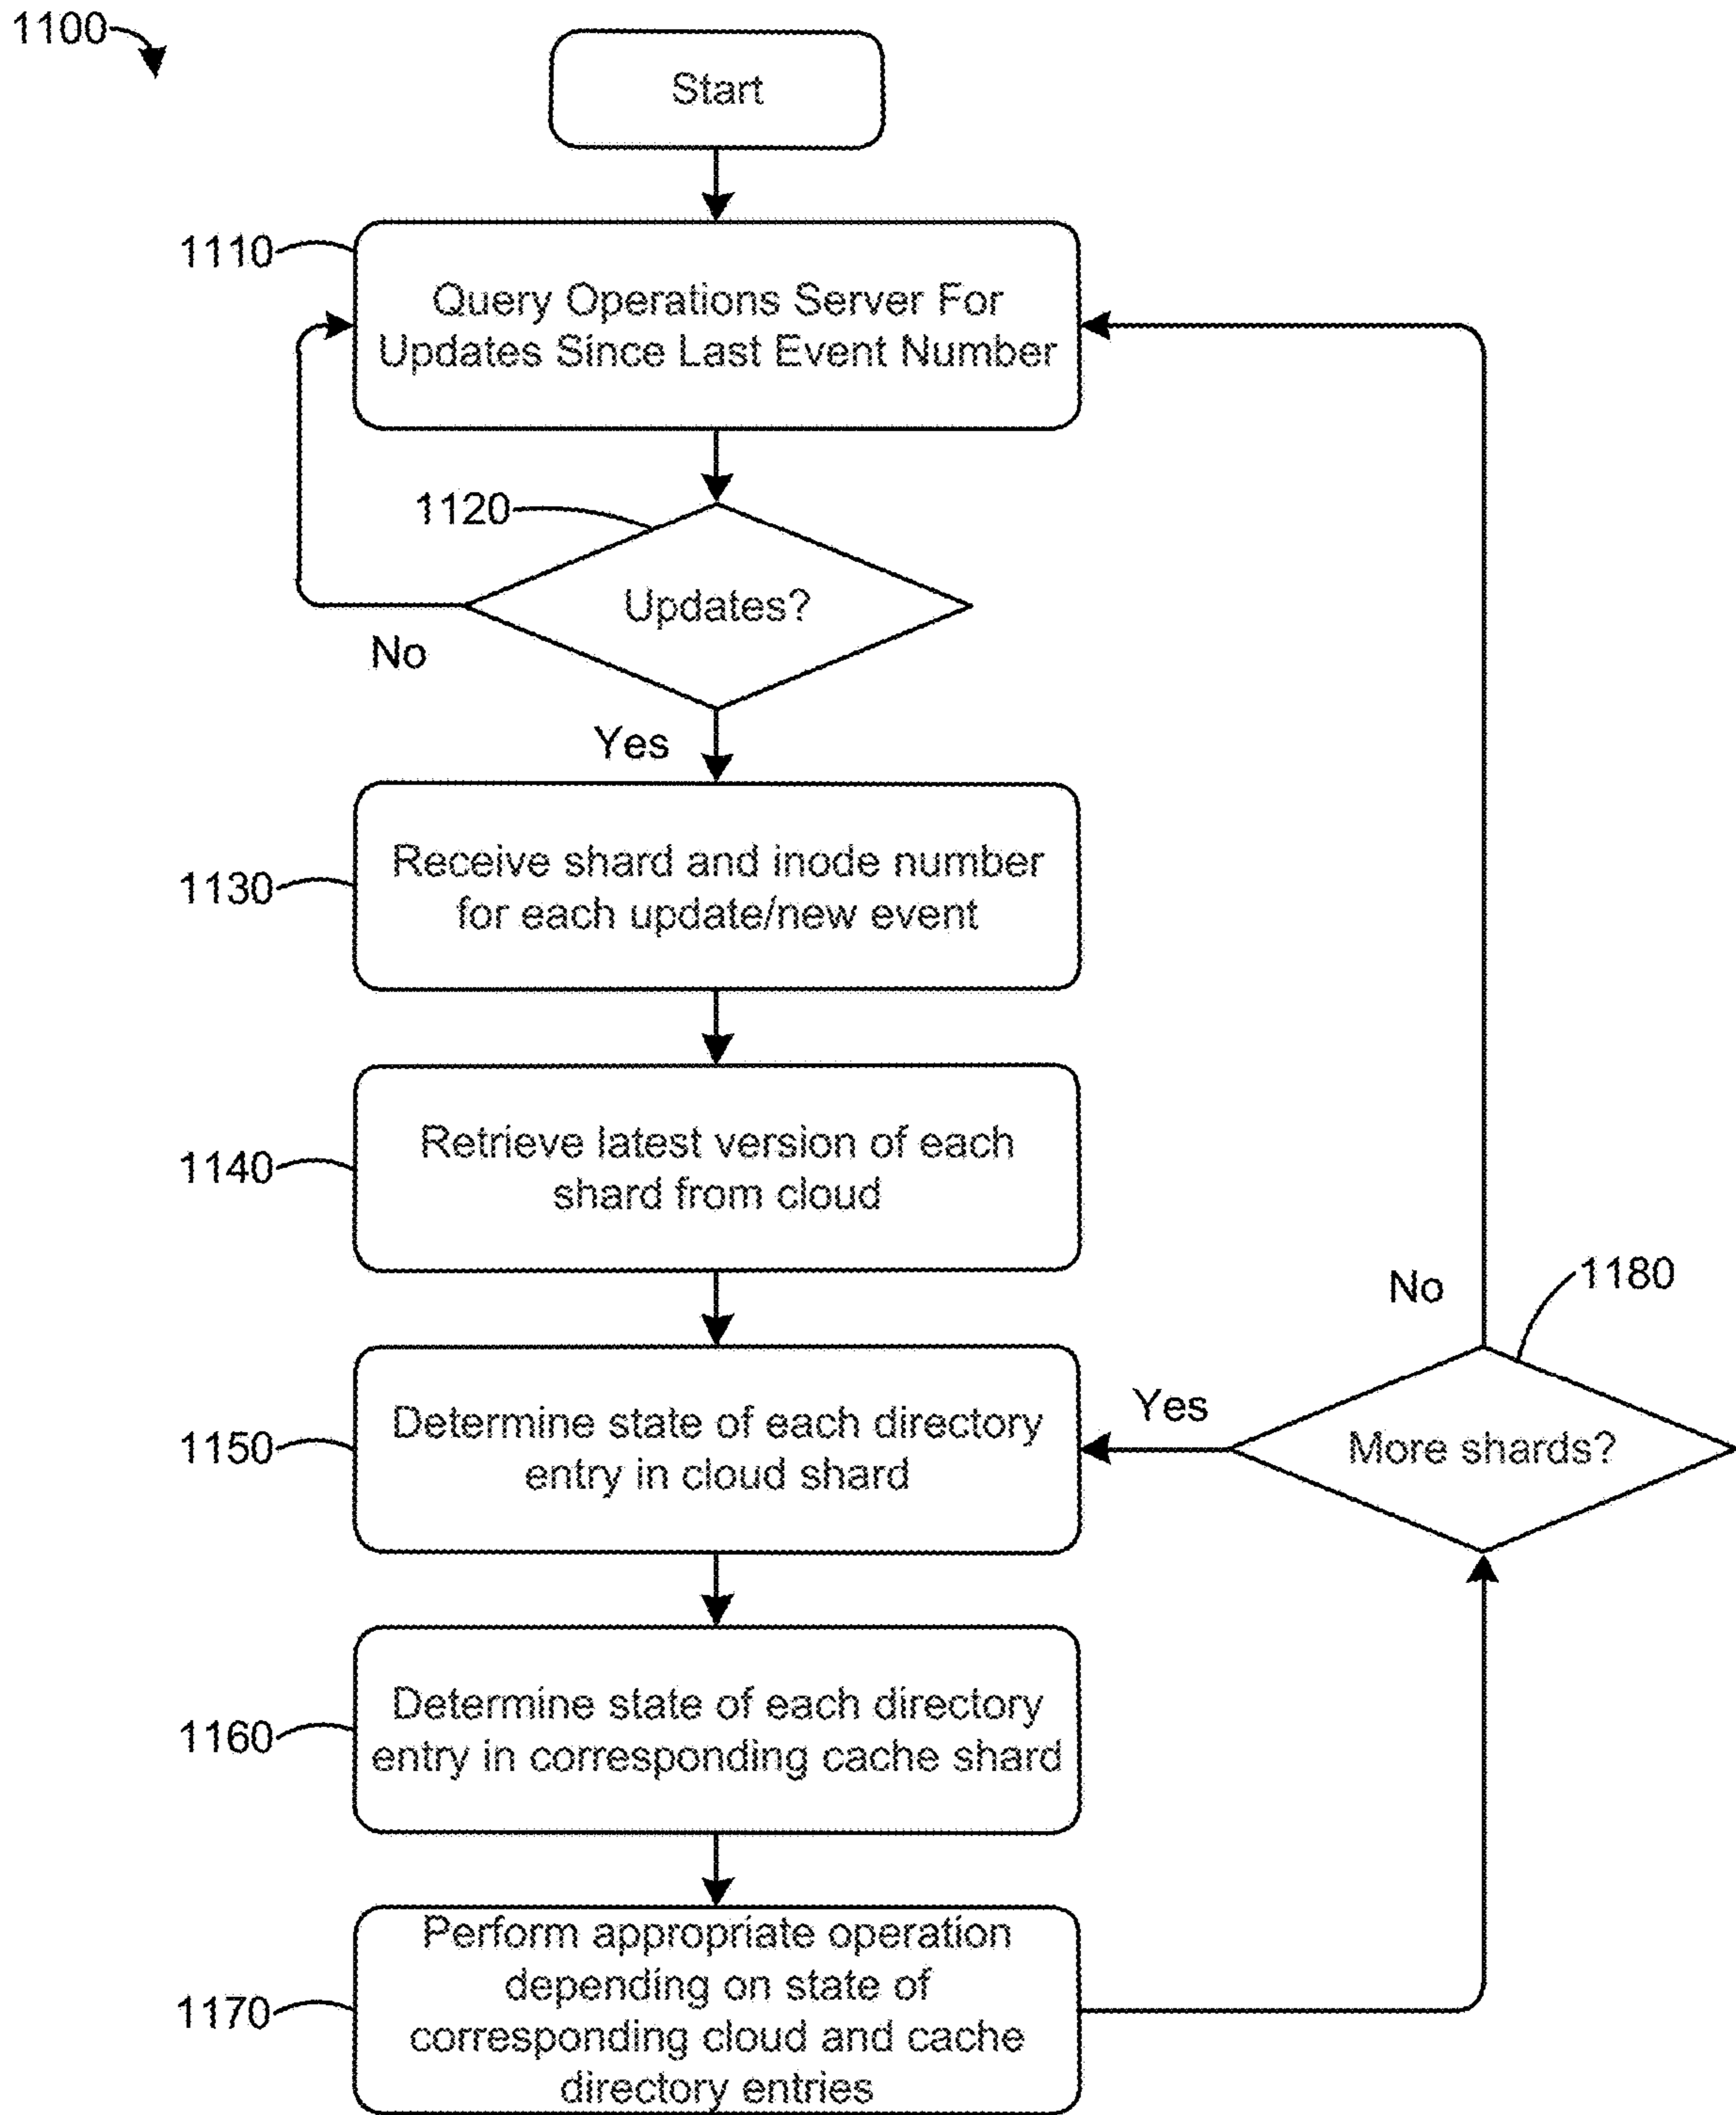 1100
Start
1110
Query Operations Server For
Updates Since Last Event Number
1120
Updates?
No
Yes
1130
Receive shard and inode number
for each update/new event
1140
Retrieve latest version of each
shard from cloud
No
1180
1150
Determine state of each directory
entry in cloud shard
Yes
More shards?
1160
Determine state of each directory
entry in corresponding cache shard
1170
Perform appropriate operation
depending on state of
corresponding cloud and cache
directory entries